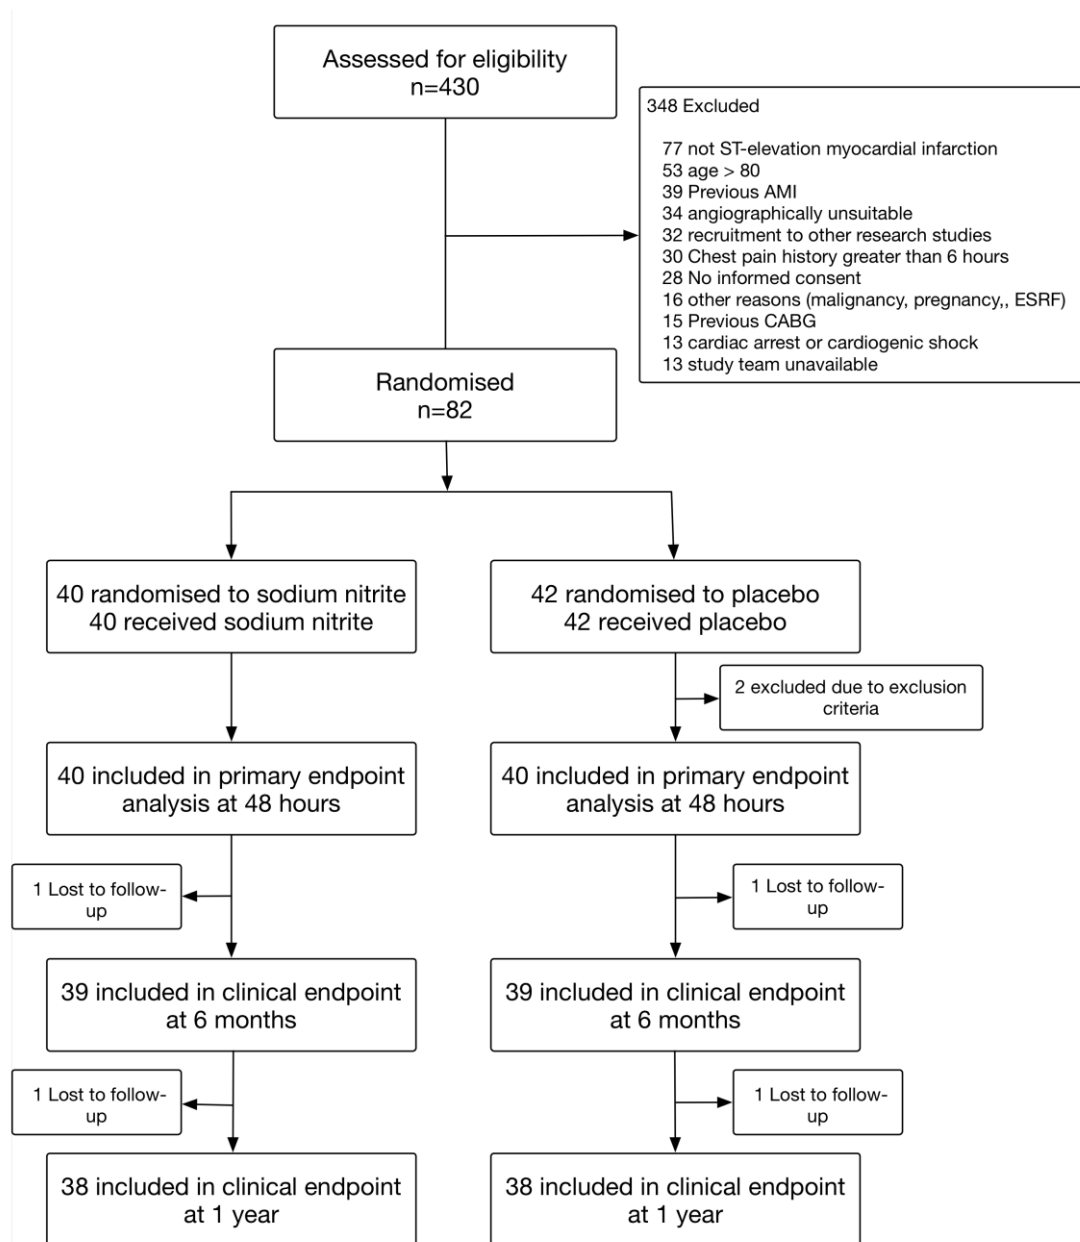 Assessed for eligibility
n=430
348 Excluded
77 not ST-elevation myocardial infarction
53 age > 80
39 Previous AMI
34 angiographically unsuitable
32 recruitment to other research studies
30 Chest pain history greater than 6 hours
28 No informed consent
16 other reasons (malignancy, pregnancy,, ESRF)
15 Previous CABG
13 cardiac arrest or cardiogenic shock
13 study team unavailable
Randomised
n=82
40 randomised to sodium nitrite
40 received sodium nitrite
42 randomised to placebo
42 received placebo
2 excluded due to exclusion
criteria
40 included in primary endpoint
analysis at 48 hours
40 included in primary endpoint
analysis at 48 hours
1 Lost to follow-
up
1 Lost to follow-
up
39 included in clinical endpoint
at 6 months
39 included in clinical endpoint
at 6 months
1 Lost to follow-
up
1 Lost to follow-
up
38 included in clinical endpoint
at 1 year
38 included in clinical endpoint
at 1 year